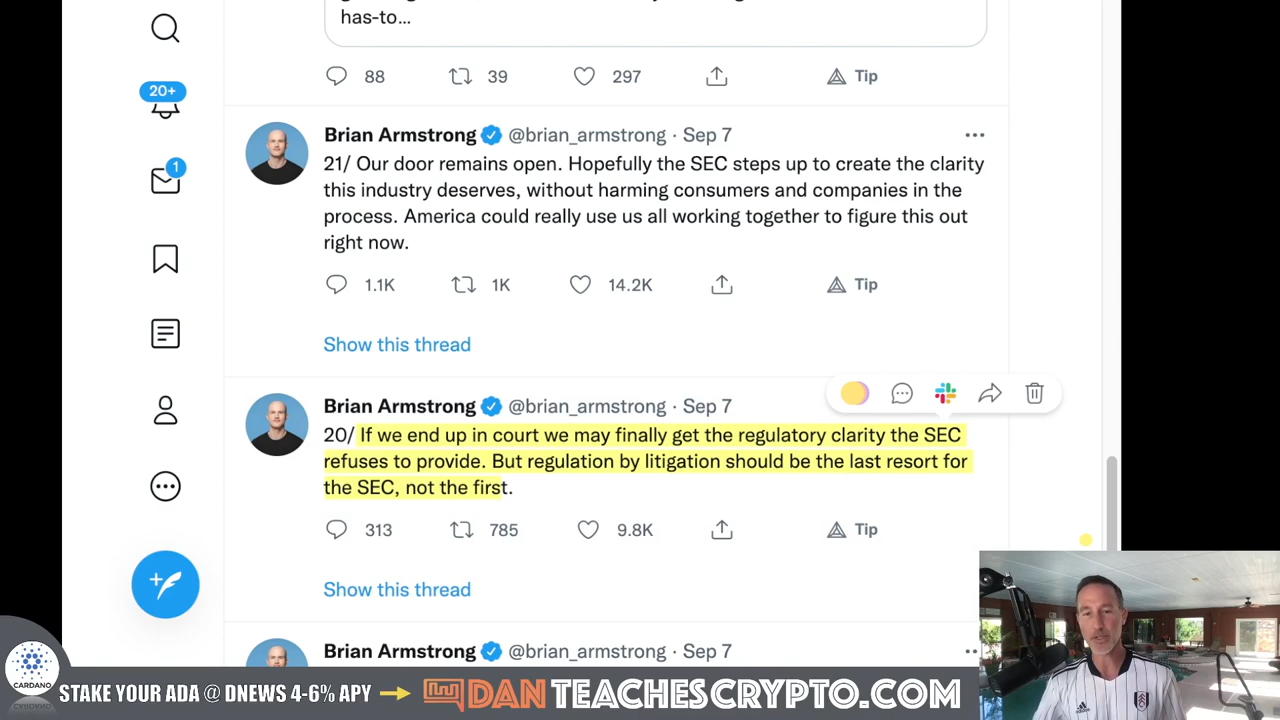 has-to...
88
39
297
Tip
20+
1
Brian Armstrong @brian_armstrong · Sep 7
21/ Our door remains open. Hopefully the SEC steps up to create the clarity
this industry deserves, without harming consumers and companies in the
process. America could really use us all working together to figure this out
right now.
1.1K
1K
14.2K
Tip
Show this thread
Brian Armstrong @brian_armstrong · Sep 7
20/ If we end up in court we may finally get the regulatory clarity the SEC
refuses to provide. But regulation by litigation should be the last resort for
the SEC, not the first.
313
785
9.8K
Tip
Show this thread
Brian Armstrong @brian_armstrong · Sep 7
CARDANO
STAKE YOUR ADA @ DNEWS 4-6% APY
DANTEACHESCRYPTO.COM
adidas